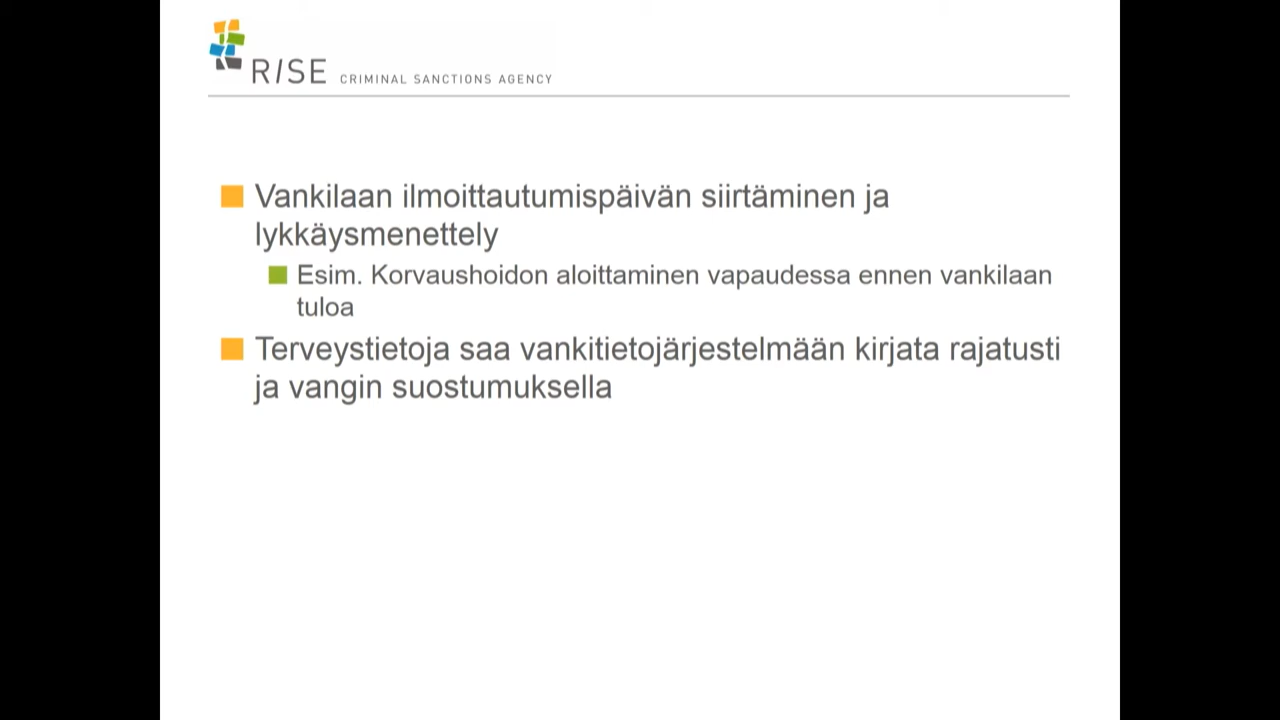 RISE CRIMINAL SANCTIONS AGENCY
Vankilaan ilmoittautumispäivän siirtäminen ja
lykkäysmenettely
Esim. Korvaushoidon aloittaminen vapaudessa ennen vankilaan
tuloa
Terveystietoja saa vankitietojärjestelmään kirjata rajatusti
ja vangin suostumuksella